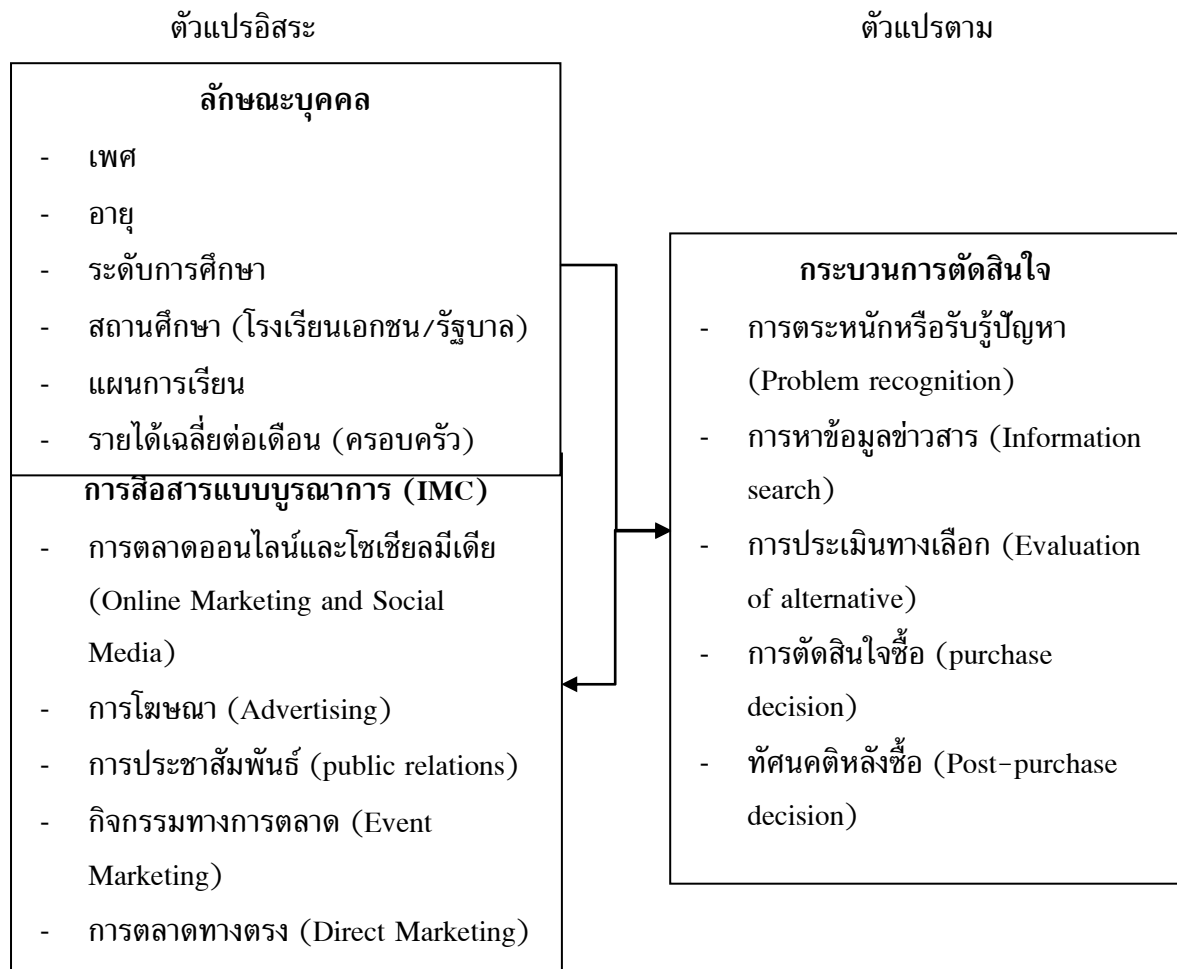 ตัวแปรอิสระ
ตัวแปรตาม
ลักษณะบุคคล
- เพศ
- อายุ
- ระดับการศึกษา
- สถานศึกษา (โรงเรียนเอกชน/รัฐบาล)
- แผนการเรียน
- รายได้เฉลี่ยต่อเดือน (ครอบครัว)
การสื่อสารแบบบูรณาการ (IMC)
- การตลาดออนไลน์และโซเชียลมีเดีย
(Online Marketing and Social
Media)
- การโฆษณา (Advertising)
- การประชาสัมพันธ์ (public relations)
- กิจกรรมทางการตลาด (Event
Marketing)
- การตลาดทางตรง (Direct Marketing)
กระบวนการตัดสินใจ
- การตระหนักหรือรับรู้ปัญหา
(Problem recognition)
- การหาข้อมูลข่าวสาร (Information
search)
- การประเมินทางเลือก (Evaluation
of alternative)
- การตัดสินใจซื้อ (purchase
decision)
- ทัศนคติหลังซื้อ (Post-purchase
decision)